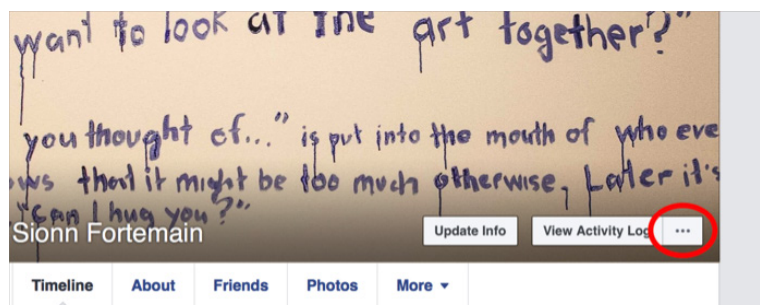 want to look at the art together?"
you thought of..." is put into the mouth of who eve
ows that it might be too much otherwise, Later it's
"Can I hug you?"
Sionn Fortemain
Update Info View Activity Log ...
Timeline About Friends Photos More ▼